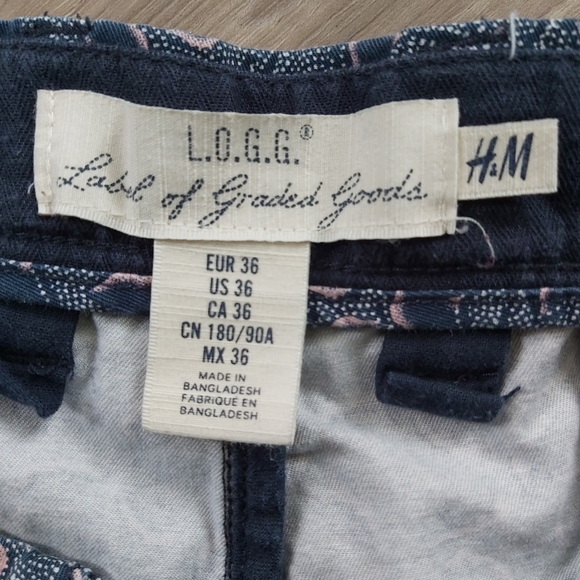 L.O.G.G.®
Label of Graded Goods
H&M
EUR 36
US 36
CA 36
CN 180/90A
MX 36
MADE IN
BANGLADESH
FABRIQUE EN
BANGLADESH